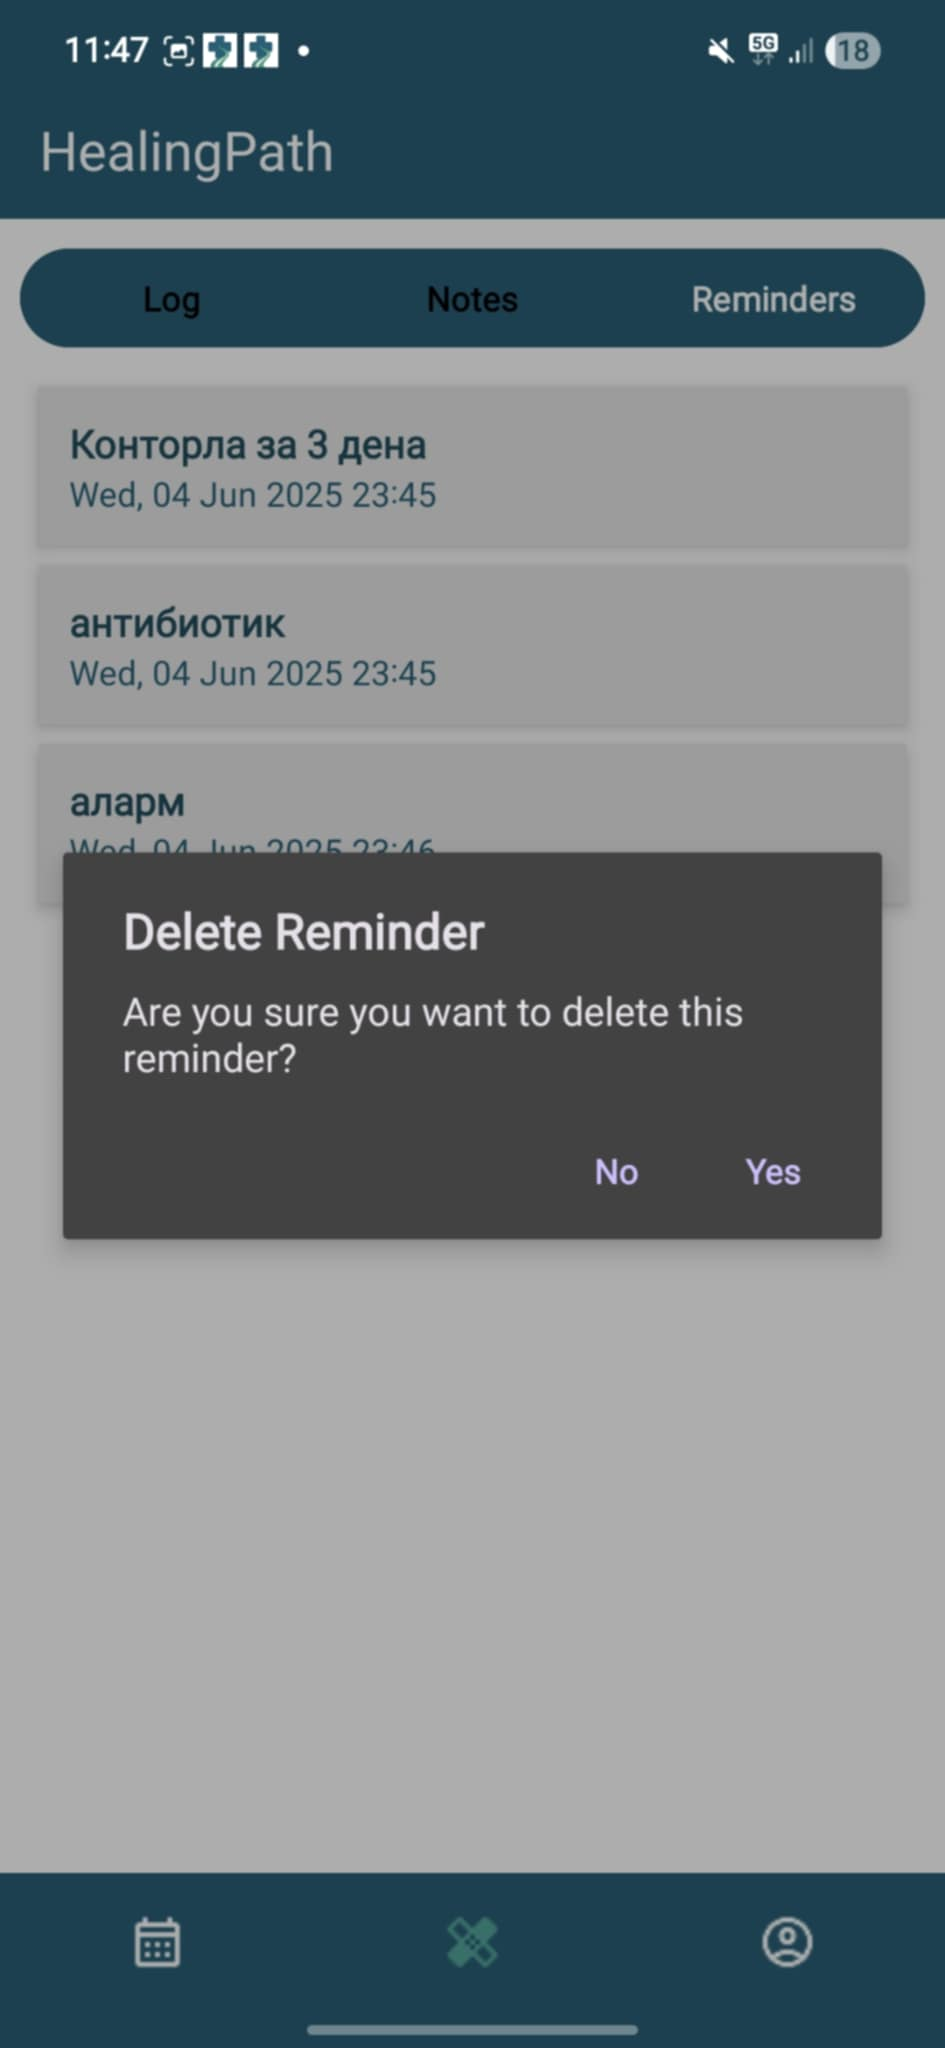 11:47
5G
18
HealingPath
Log Notes Reminders
Конторла за 3 дена
Wed, 04 Jun 2025 23:45
антибиотик
Wed, 04 Jun 2025 23:45
аларм
Wed, 04 Jun 2025 23:46
Delete Reminder
Are you sure you want to delete this
reminder?
No Yes